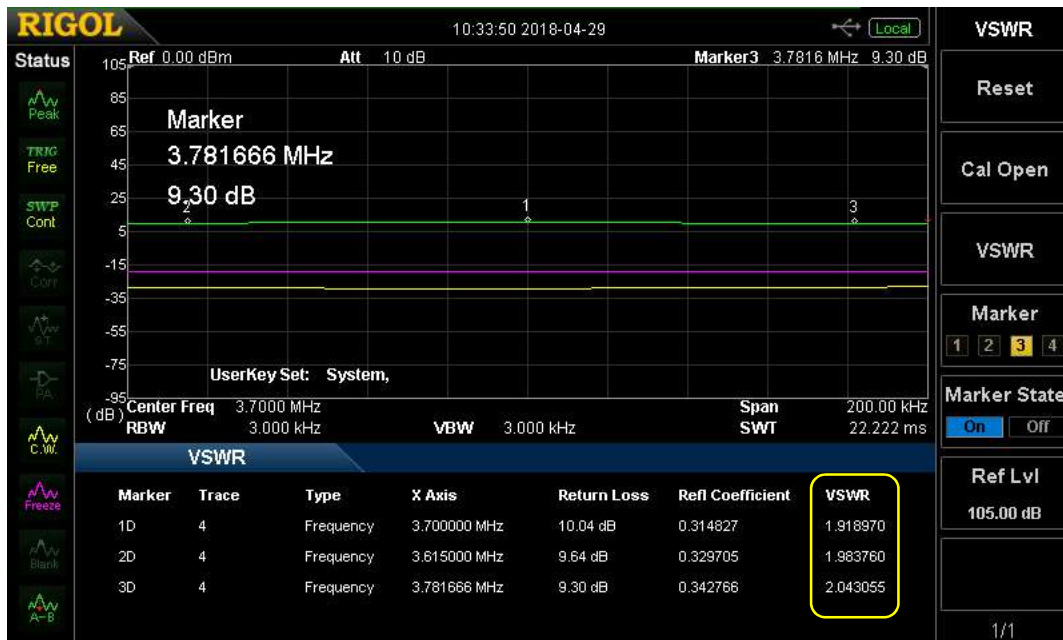 RIGOL 10:33:50 2018-04-29 Local VSWR
Status
105 Ref 0.00 dBm Att 10 dB Marker3 3.7816 MHz 9.30 dB
Reset
Peak
85
Marker
65
TRIG
Free
3.781666 MHz
45
Cal Open
9.30 dB
25
2 1 3
SWP
Cont
5
VSWR
-15
Corr
-35
Marker
1 2 3 4
-55
S.T.
-75
UserKey Set: System,
PA
-95
(dB)
Center Freq 3.7000 MHz Span 200.00 kHz
RBW 3.000 kHz VBW 3.000 kHz SWT 22.222 ms
Marker State
On Off
C.W.
VSWR
Ref Lvl
105.00 dB
Marker Trace Type X Axis Return Loss Refl Coefficient VSWR
Freeze
1D 4 Frequency 3.700000 MHz 10.04 dB 0.314827 1.918970
2D 4 Frequency 3.615000 MHz 9.64 dB 0.329705 1.983760
Blank
3D 4 Frequency 3.781666 MHz 9.30 dB 0.342766 2.043055
A-B
1/1